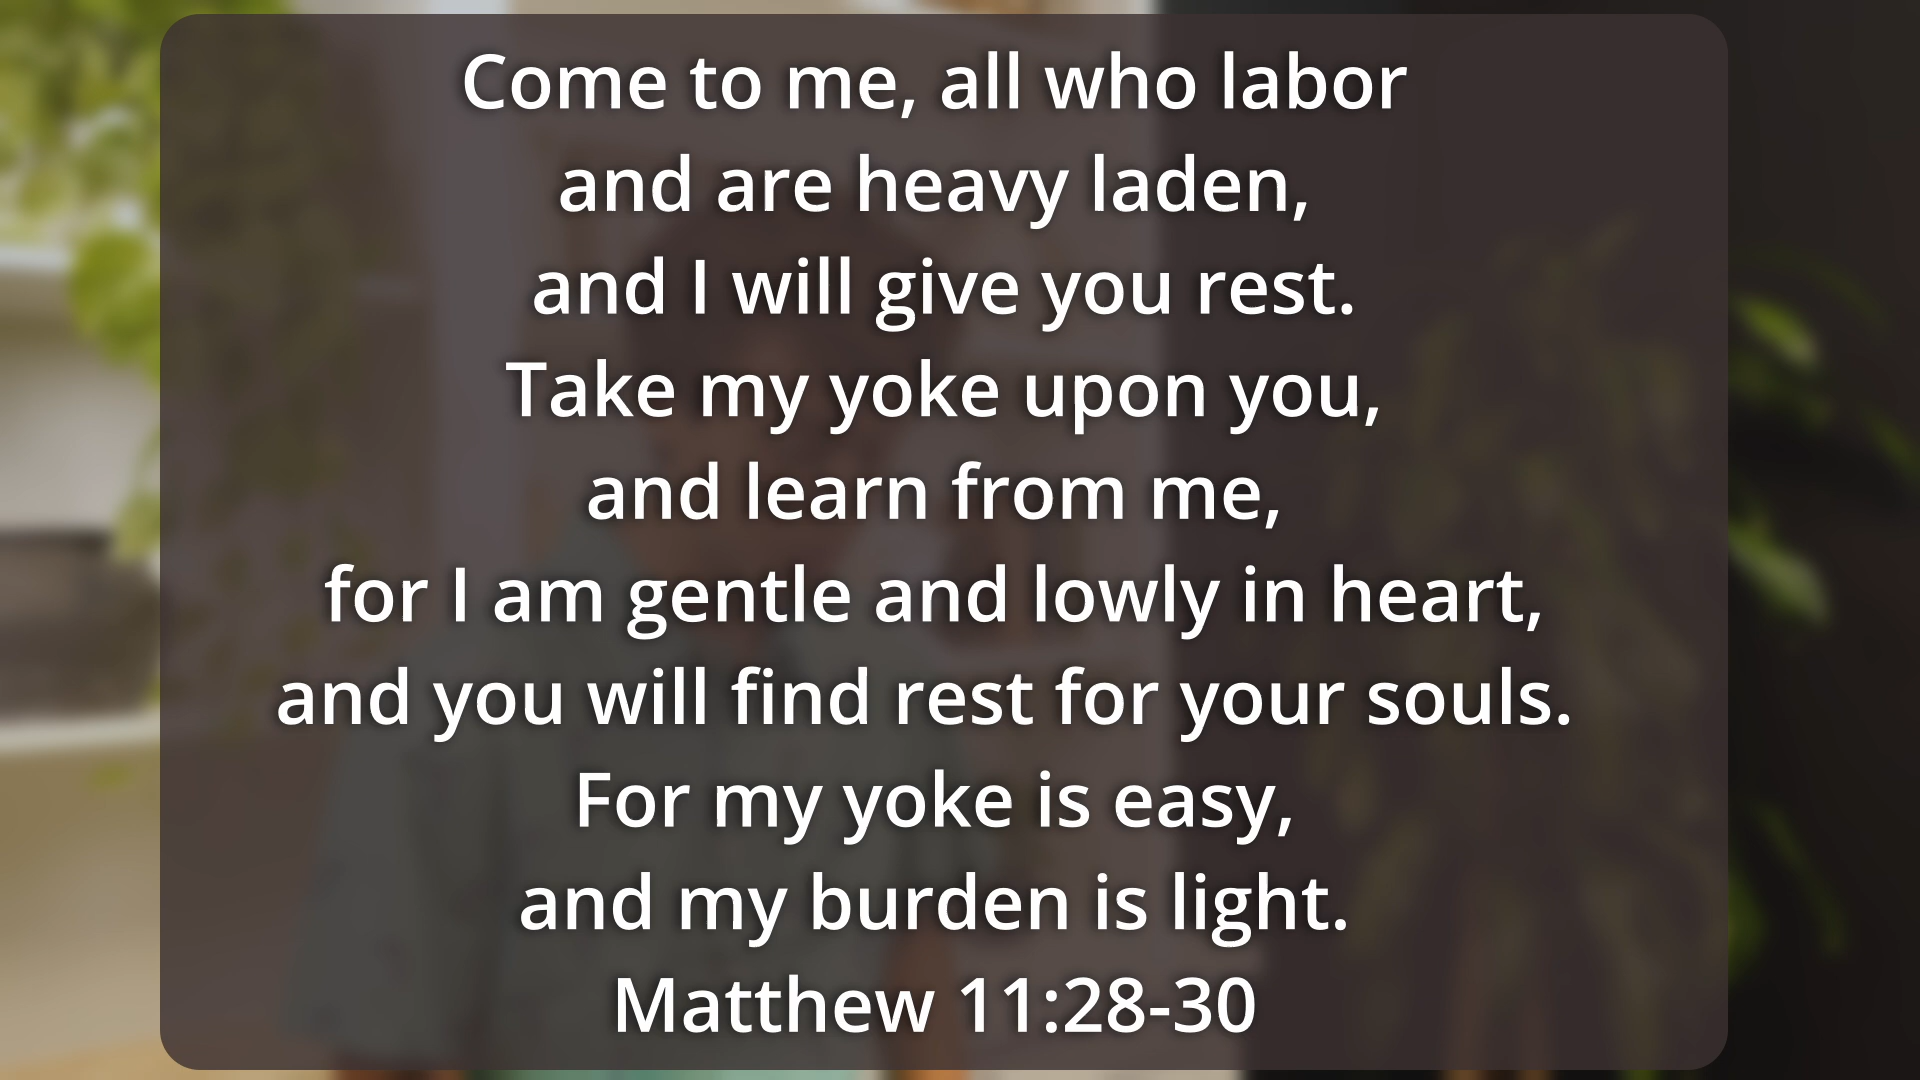 Come to me, all who labor
and are heavy laden,
and I will give you rest.
Take my yoke upon you,
and learn from me,
for I am gentle and lowly in heart,
and you will find rest for your souls.
For my yoke is easy,
and my burden is light.
Matthew 11:28-30